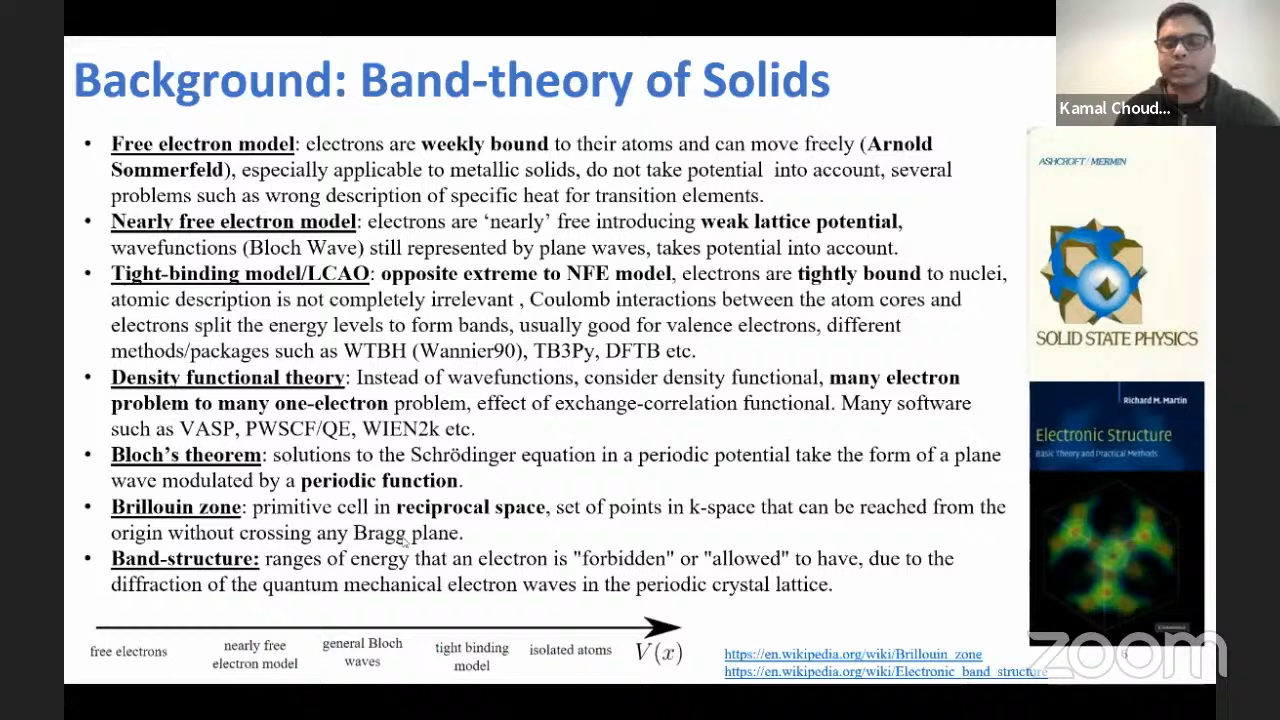 Background: Band-theory of Solids
Kamal Choud...
• Free electron model: electrons are weekly bound to their atoms and can move freely (Arnold
Sommerfeld), especially applicable to metallic solids, do not take potential into account, several
problems such as wrong description of specific heat for transition elements.
• Nearly free electron model: electrons are ‘nearly’ free introducing weak lattice potential,
wavefunctions (Bloch Wave) still represented by plane waves, takes potential into account.
• Tight-binding model/LCAO: opposite extreme to NFE model, electrons are tightly bound to nuclei,
atomic description is not completely irrelevant , Coulomb interactions between the atom cores and
electrons split the energy levels to form bands, usually good for valence electrons, different
methods/packages such as WTBH (Wannier90), TB3Py, DFTB etc.
• Density functional theory: Instead of wavefunctions, consider density functional, many electron
problem to many one-electron problem, effect of exchange-correlation functional. Many software
such as VASP, PWSCF/QE, WIEN2k etc.
• Bloch’s theorem: solutions to the Schrödinger equation in a periodic potential take the form of a plane
wave modulated by a periodic function.
• Brillouin zone: primitive cell in reciprocal space, set of points in k-space that can be reached from the
origin without crossing any Bragg plane.
• Band-structure: ranges of energy that an electron is "forbidden" or "allowed" to have, due to the
diffraction of the quantum mechanical electron waves in the periodic crystal lattice.
ASHCROFT/MERMIN
SOLID STATE PHYSICS
Richard M. Martin
Electronic Structure
Basic Theory and Practical Methods
free electrons
nearly free
electron model
general Bloch
waves
tight binding
model
isolated atoms
V(x)
https://en.wikipedia.org/wiki/Brillouin_zone
https://en.wikipedia.org/wiki/Electronic_band_structure
6
zoom